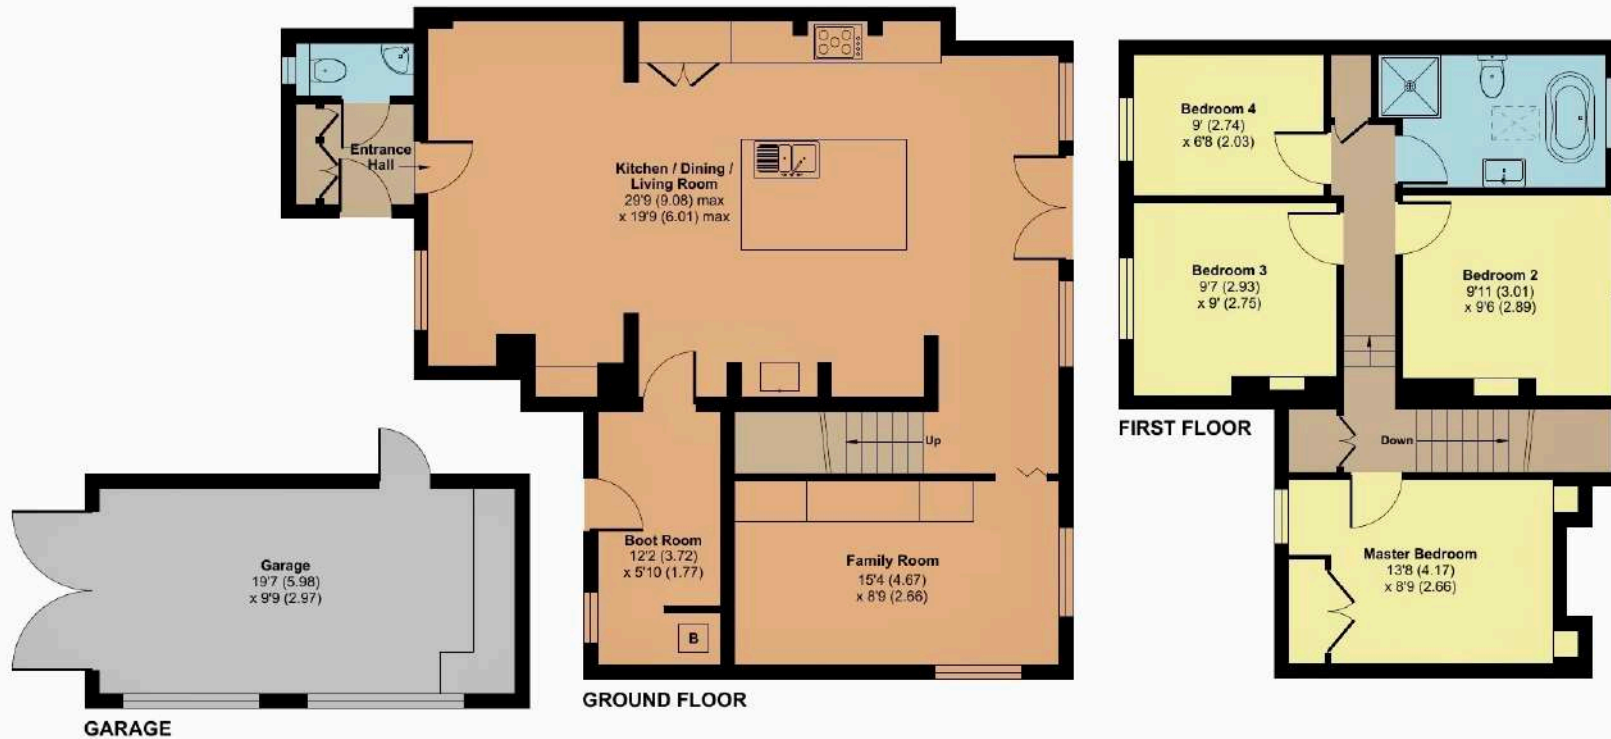 Entrance
Hall
Kitchen / Dining /
Living Room
29'9 (9.08) max
x 19'9 (6.01) max
Up
Boot Room
12'2 (3.72)
x 5'10 (1.77)
B
Family Room
15'4 (4.67)
x 8'9 (2.66)
GROUND FLOOR
Garage
19'7 (5.98)
x 9'9 (2.97)
GARAGE
Bedroom 4
9' (2.74)
x 6'8 (2.03)
Bedroom 3
9'7 (2.93)
x 9' (2.75)
Bedroom 2
9'11 (3.01)
x 9'6 (2.89)
FIRST FLOOR
Down
Master Bedroom
13'8 (4.17)
x 8'9 (2.66)